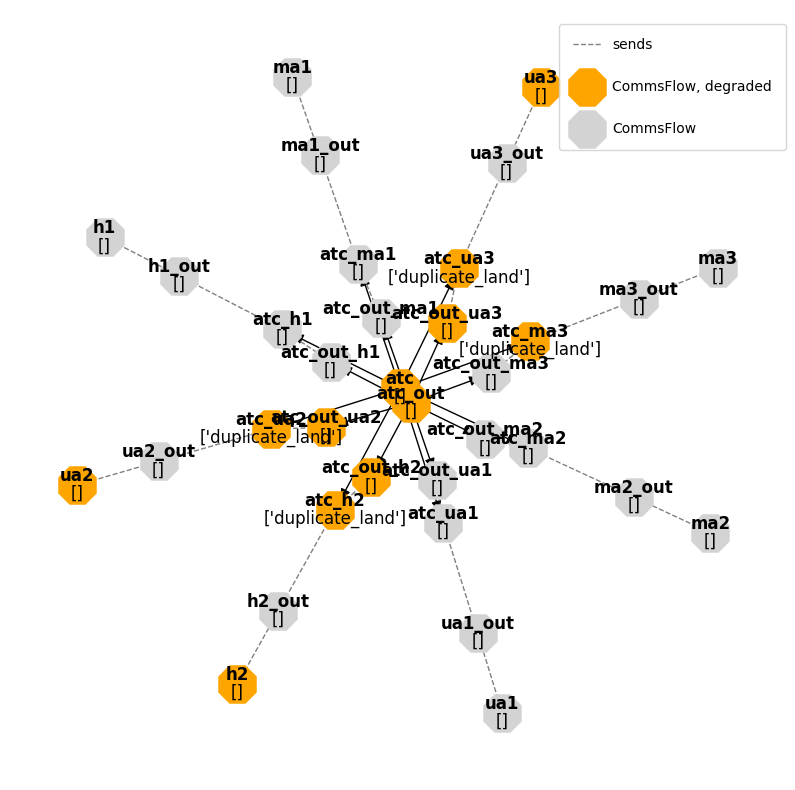 ma1
[]
ua3
[]
sends
CommsFlow, degraded
CommsFlow
ma1_out
[]
ua3_out
[]
h1
[]
h1_out
[]
atc_ma1
[]
atc_ua3
['duplicate_land']
ma3
[]
ma3_out
[]
atc_h1
[]
atc_out_ma1
[]
atc_out_ua3
[]
atc_ma3
['duplicate_land']
atc_out_h1
[]
atc_out_ma3
[]
atc
[]
atc_out
[]
atc_ua2
['duplicate_land']
atc_out_ua2
[]
atc_out_ma2
[]
atc_ma2
[]
ua2_out
[]
ua2
[]
atc_out_h2
[]
atc_out_ua1
[]
atc_h2
['duplicate_land']
atc_ua1
[]
ma2_out
[]
ma2
[]
h2_out
[]
ua1_out
[]
h2
[]
ua1
[]